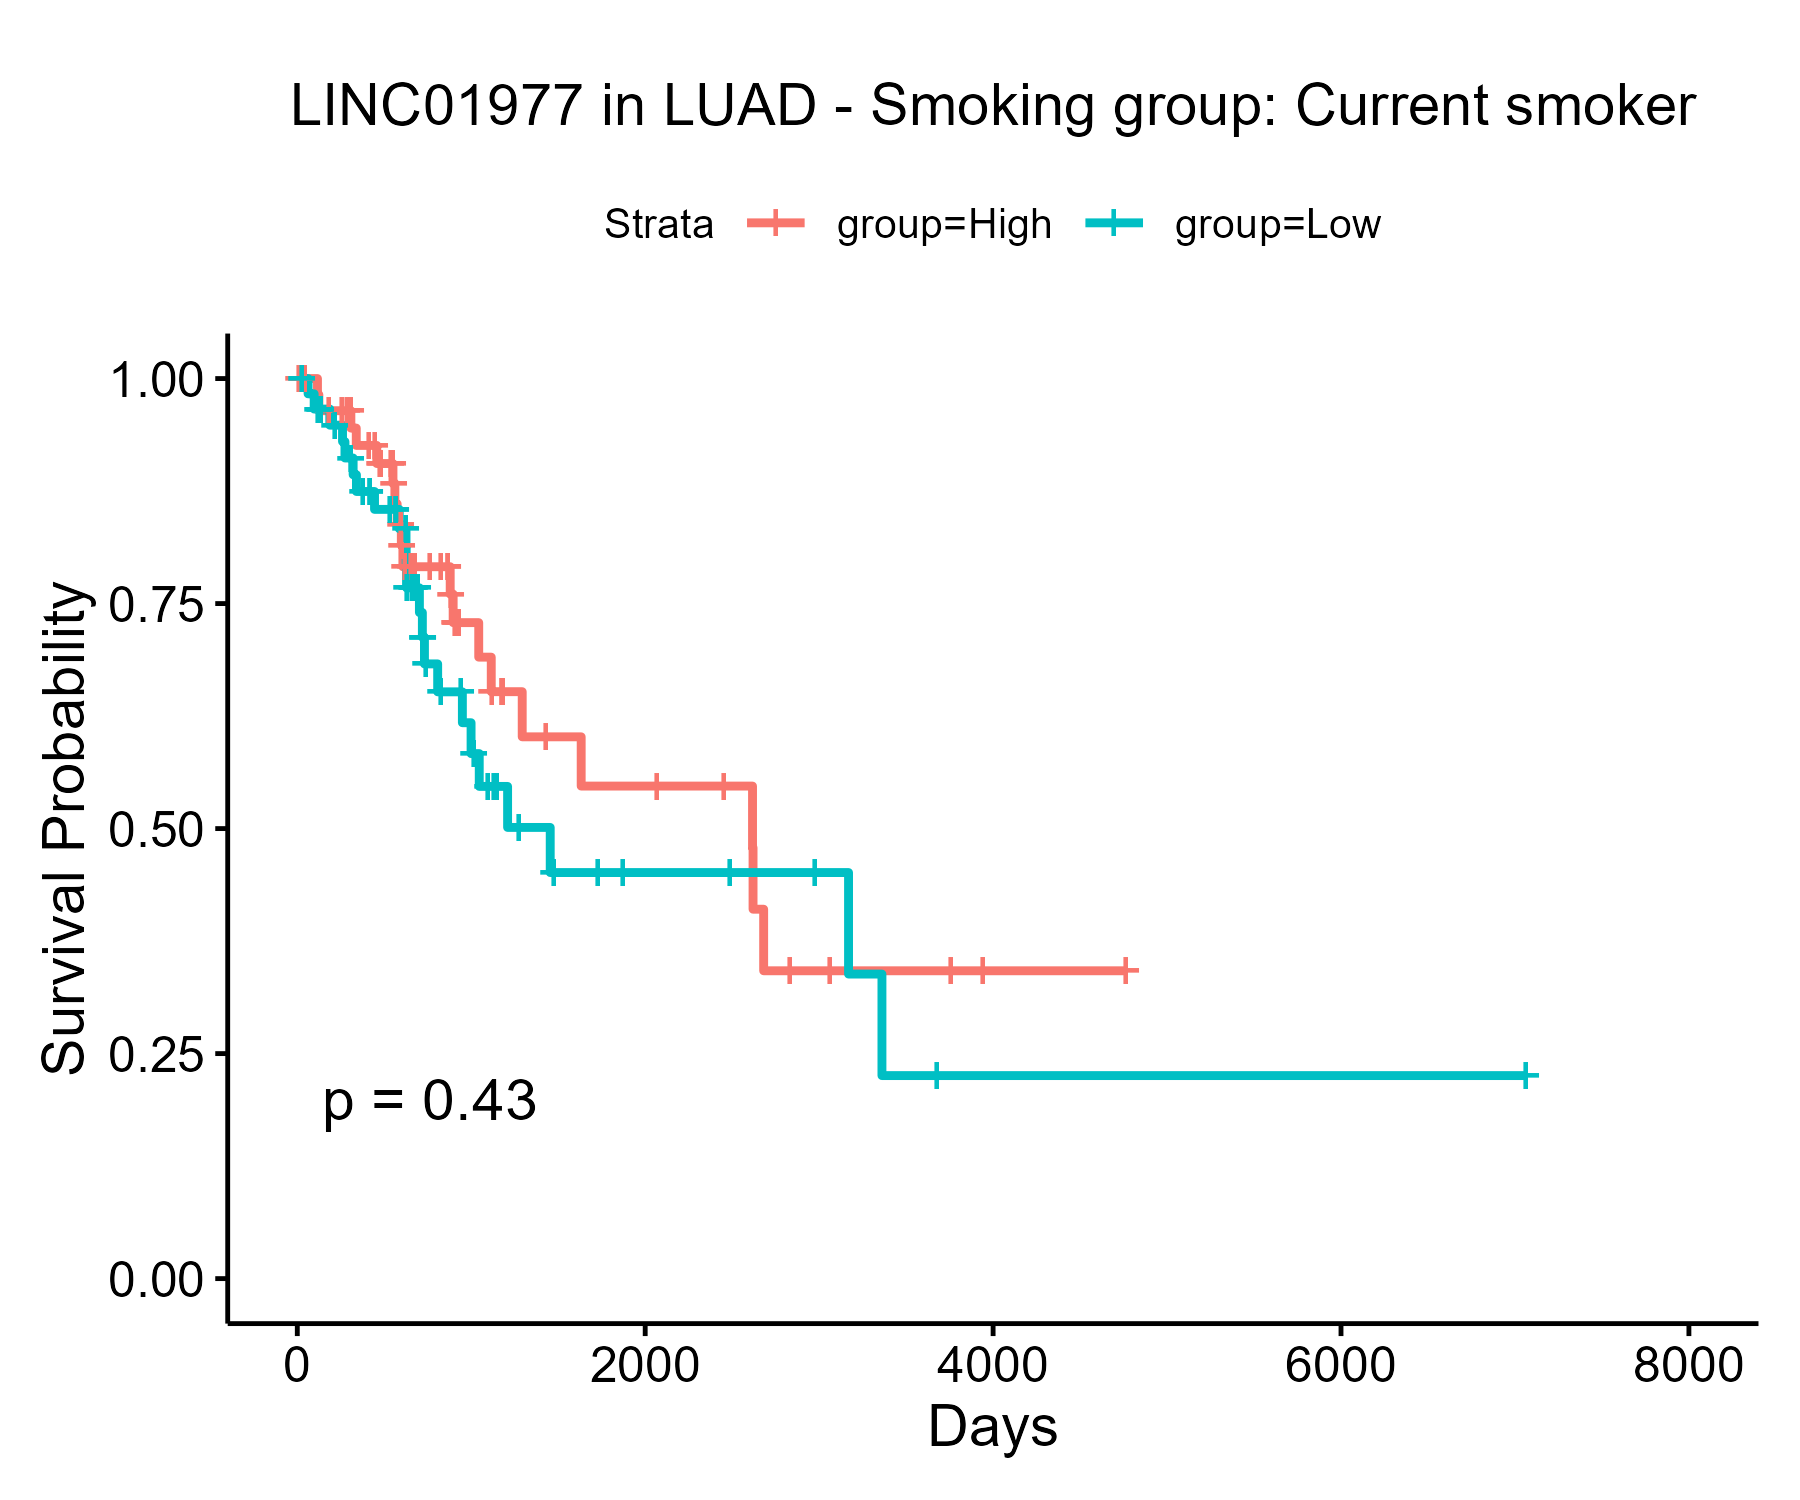 LINC01977 in LUAD - Smoking group: Current smoker
Strata group=High group=Low
Survival Probability
1.00
0.75
0.50
0.25
0.00
p = 0.43
0 2000 4000 6000 8000
Days